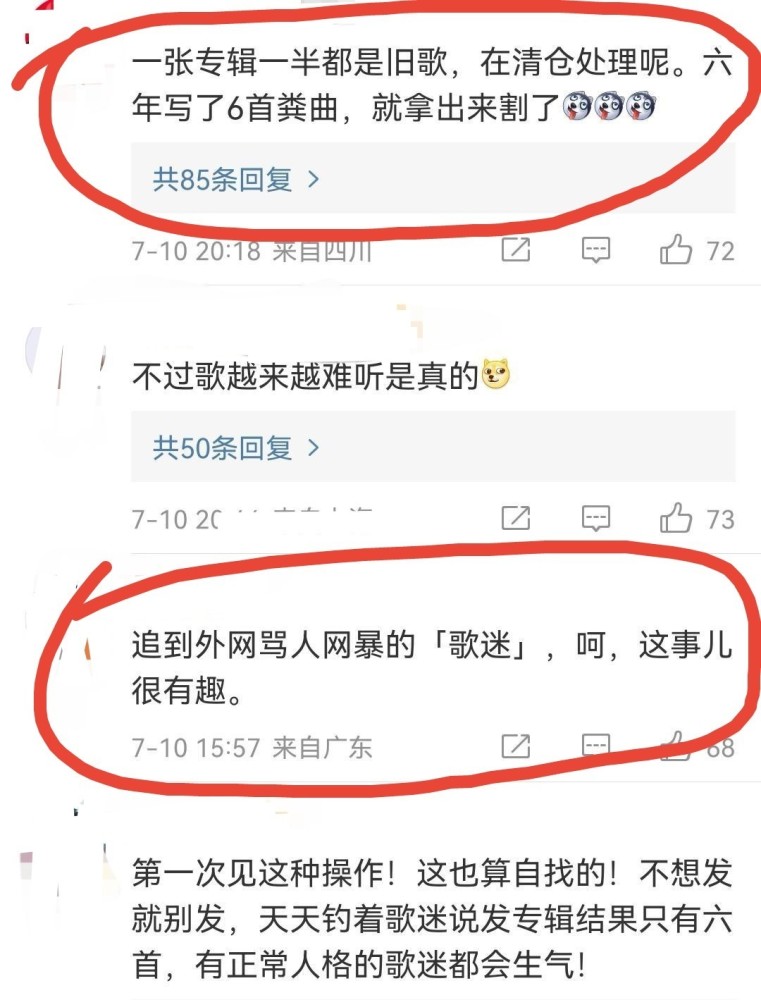 一张专辑一半都是旧歌，在清仓处理呢。六
年写了6首粪曲，就拿出来割了
共85条回复 >
7-10 20:18 来自四川
72
不过歌越来越难听是真的
共50条回复 >
7-10 20
73
追到外网骂人网暴的「歌迷」，呵，这事儿
很有趣。
7-10 15:57 来自广东
68
第一次见这种操作！这也算自找的！不想发
就别发，天天钓着歌迷说发专辑结果只有六
首，有正常人格的歌迷都会生气！